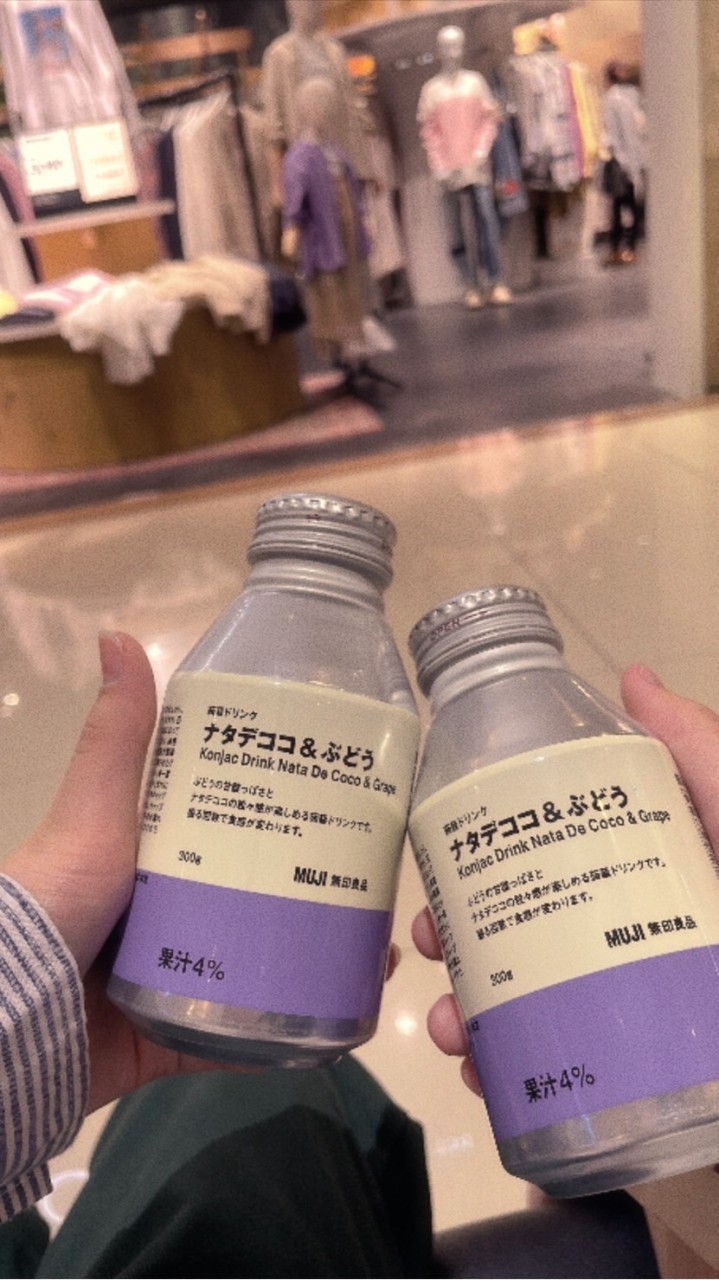 蒟蒻ドリンク
ナタデココ&ぶどう
Konjac Drink Nata De Coco & Grape
ぶどうの甘酸っぱさと
ナタデココの粒々感が楽しめる蒟蒻ドリンクです。
振る回数で食感が変わります。
300g
MUJI 無印良品
果汁4%
OPEN
蒟蒻ドリンク
ナタデココ&ぶどう
Konjac Drink Nata De Coco & Grape
ぶどうの甘酸っぱさと
ナタデココの粒々感が楽しめる蒟蒻ドリンクです。
振る回数で食感が変わります。
MUJI 無印良品
300g
果汁4%